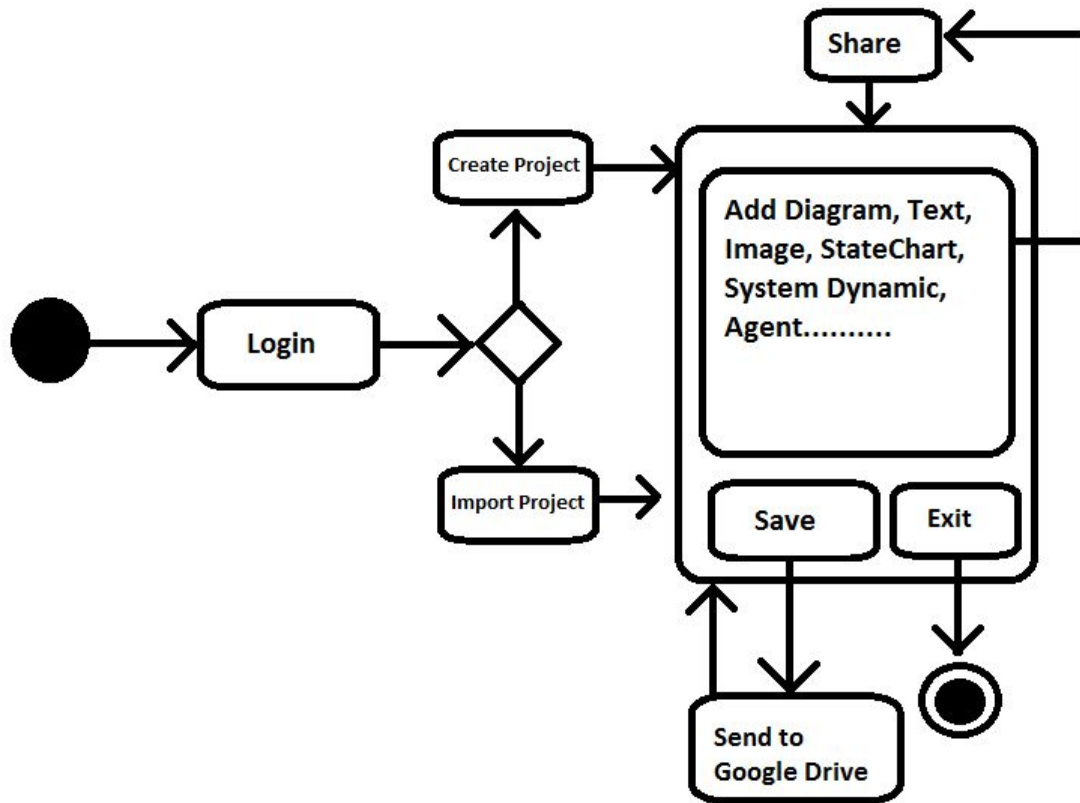 Share
Create Project
Add Diagram, Text,
Image, StateChart,
System Dynamic,
Agent..........
Login
Import Project
Save
Exit
Send to
Google Drive